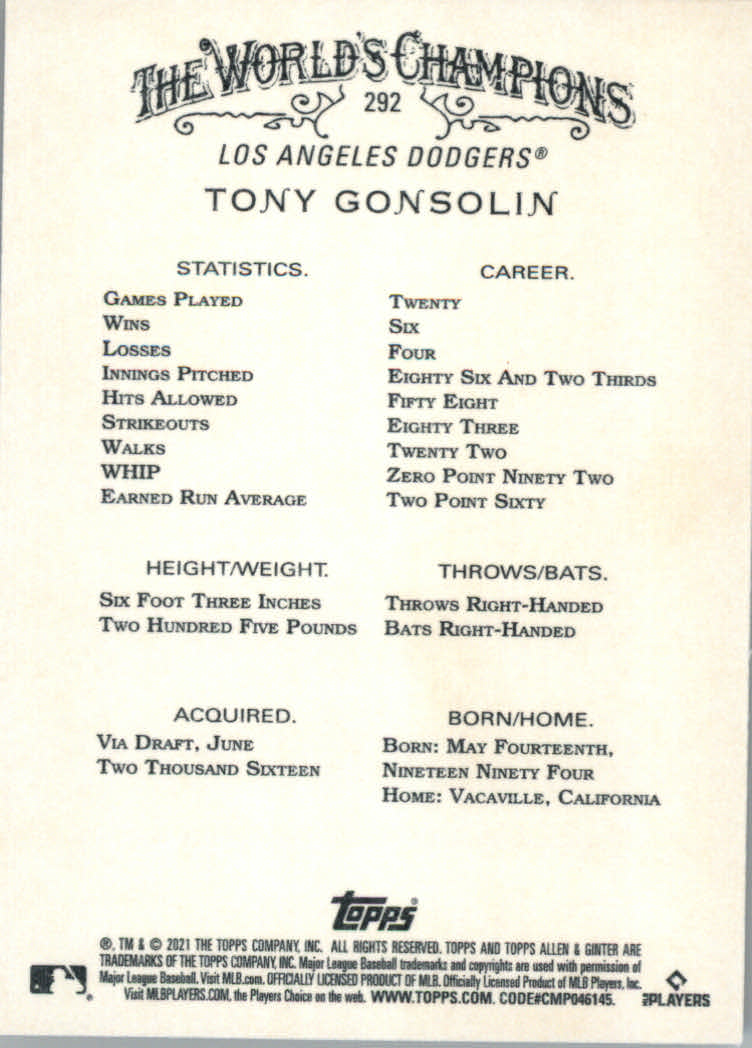 THE WORLD'S CHAMPIONS
292
LOS ANGELES DODGERS®
TONY GONSOLIN
STATISTICS. CAREER.
GAMES PLAYED TWENTY
WINS SIX
LOSSES FOUR
INNINGS PITCHED EIGHTY SIX AND TWO THIRDS
HITS ALLOWED FIFTY EIGHT
STRIKEOUTS EIGHTY THREE
WALKS TWENTY TWO
WHIP ZERO POINT NINETY TWO
EARNED RUN AVERAGE TWO POINT SIXTY
HEIGHT/WEIGHT.
SIX FOOT THREE INCHES
TWO HUNDRED FIVE POUNDS
THROWS/BATS.
THROWS RIGHT-HANDED
BATS RIGHT-HANDED
ACQUIRED.
VIA DRAFT, JUNE
TWO THOUSAND SIXTEEN
BORN/HOME.
BORN: MAY FOURTEENTH,
NINETEEN NINETY FOUR
HOME: VACAVILLE, CALIFORNIA
Topps®
®, TM & © 2021 THE TOPPS COMPANY, INC. ALL RIGHTS RESERVED. TOPPS AND TOPPS ALLEN & GINTER ARE
TRADEMARKS OF THE TOPPS COMPANY, INC. Major League Baseball trademarks and copyrights are used with permission of
Major League Baseball. Visit MLB.com. OFFICIALLY LICENSED PRODUCT OF MLB. Officially Licensed Product of MLB Players, Inc.
Visit MLBPLAYERS.COM, the Players Choice on the web. WWW.TOPPS.COM. CODE#CMP046145.
PLAYERS